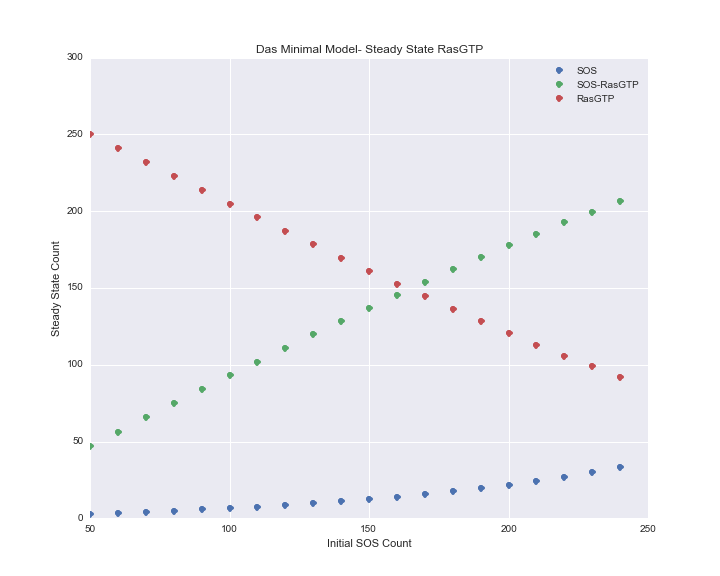 Das Minimal Model- Steady State RasGTP
300
250
200
150
100
50
0
Steady State Count
SOS
SOS-RasGTP
RasGTP
50
100
150
200
250
Initial SOS Count